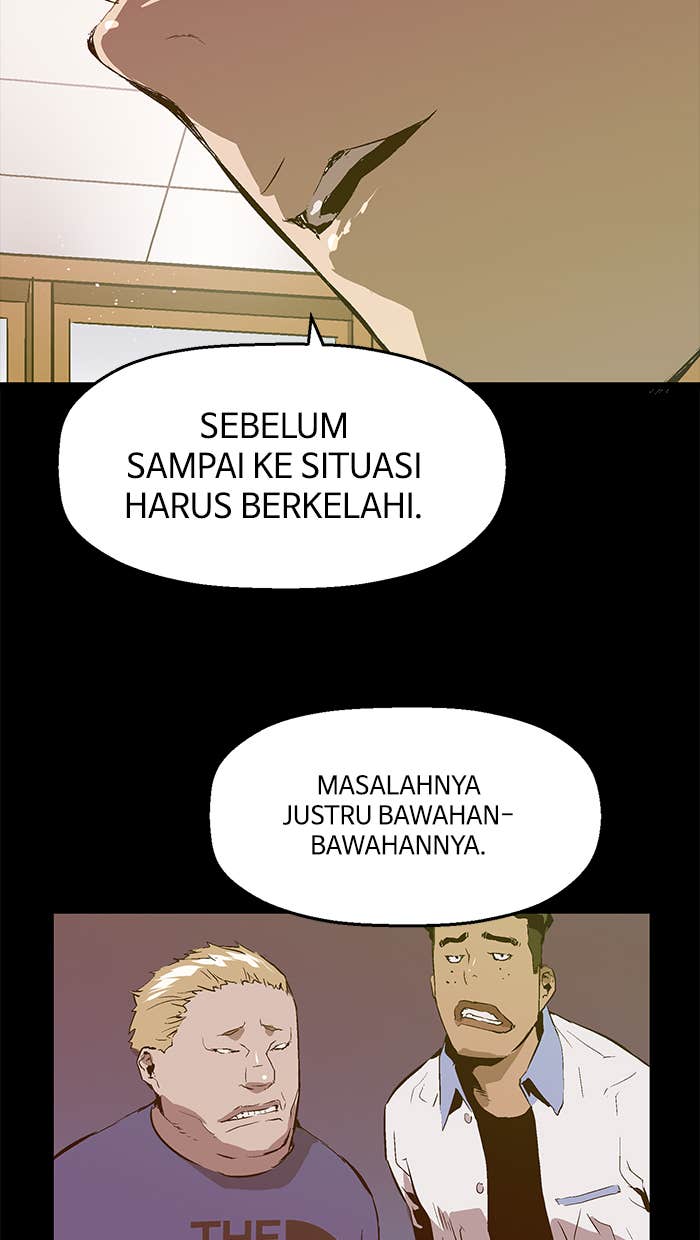 SEBELUM
SAMPAI KE SITUASI
HARUS BERKELAHI.
MASALAHNYA
JUSTRU BAWAHAN-
BAWAHANNYA.
THE